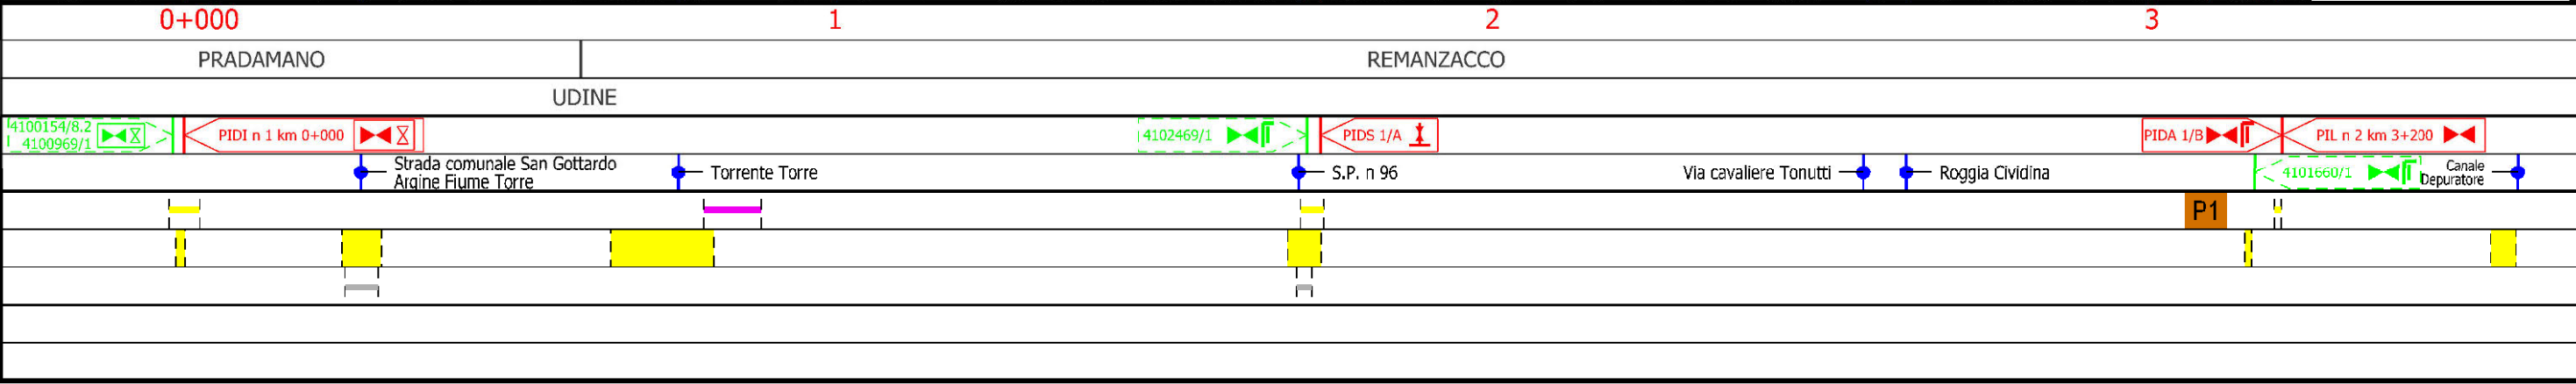 0+000 1 2 3
PRADAMANO REMANZACCO
UDINE
4100154/8.2
4100969/1
PIDI n 1 km 0+000
4102469/1
PIDS 1/A
PIDA 1/B
PIL n 2 km 3+200
Strada comunale San Gottardo
Argine Fiume Torre
Torrente Torre
S.P. n 96
Via cavaliere Tonutti
Roggia Cividina
4101660/1
Canale
Depuratore
P1